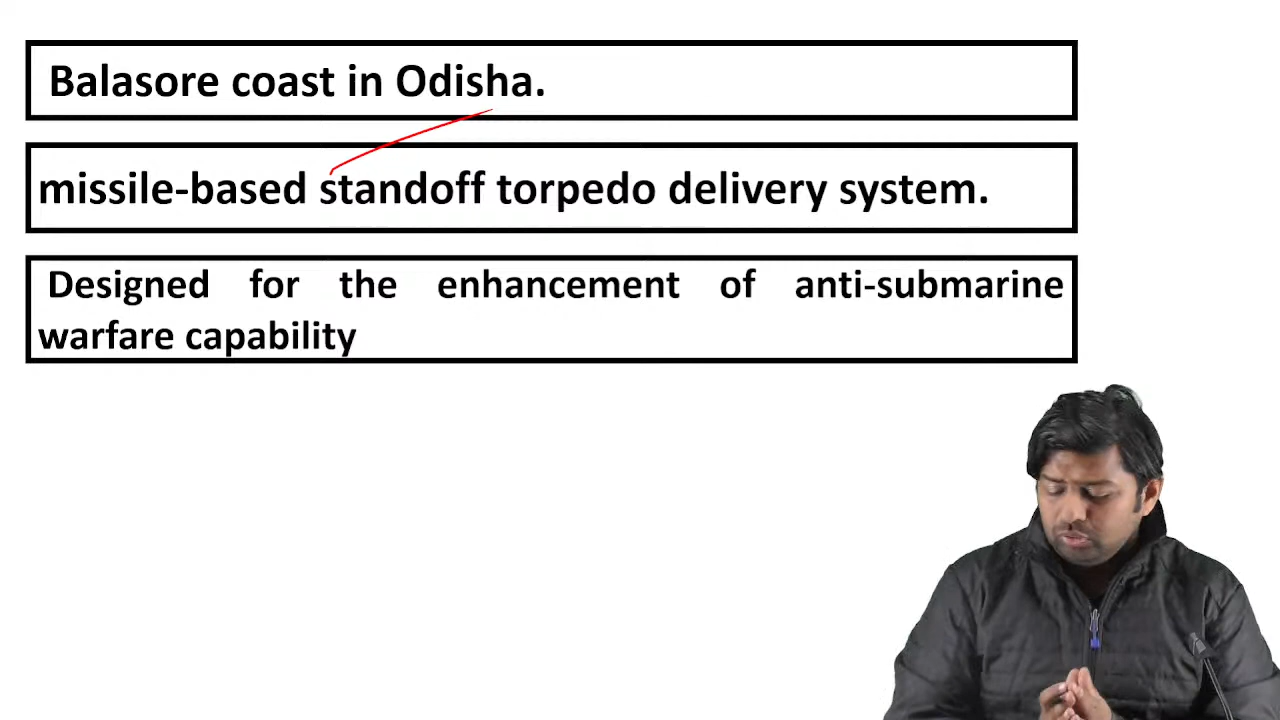 Balasore coast in Odisha.
missile-based standoff torpedo delivery system.
Designed for the enhancement of anti-submarine
warfare capability